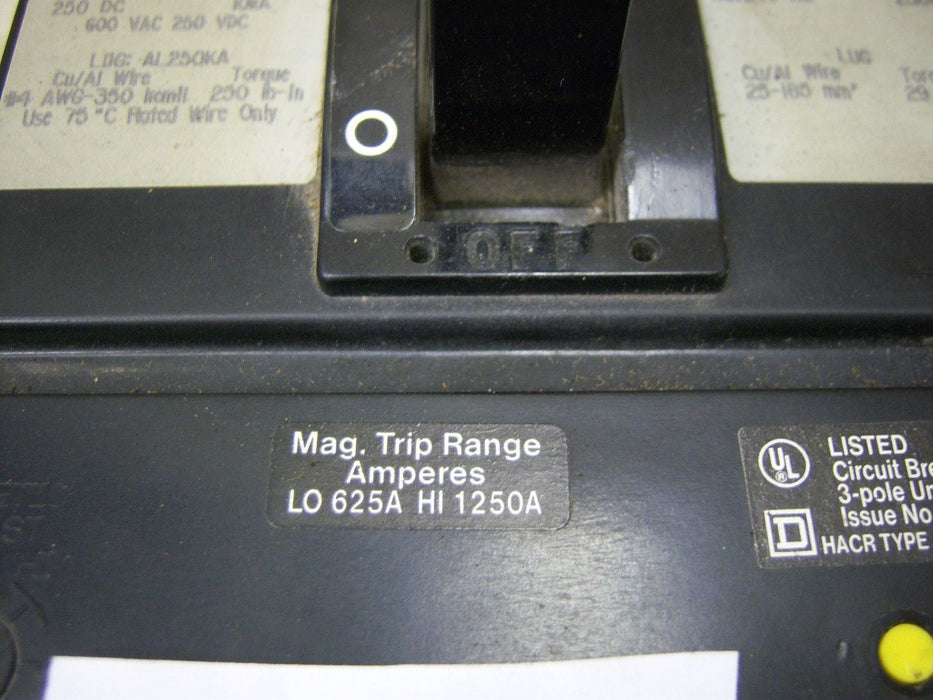 250 DC
600 VAC 250 VDC
LUG: AL250KA
Cu/Al Wire Torque
#4 AWG-350 kcmil 250 lb-in
Use 75 °C Rated Wire Only
LUG
Cu/Al Wire
mm²
O
OFF
Mag. Trip Range
Amperes
LO 625A HI 1250A
UL
LISTED
Circuit Bre
3-pole Un
Issue No.
D
HACR TYPE